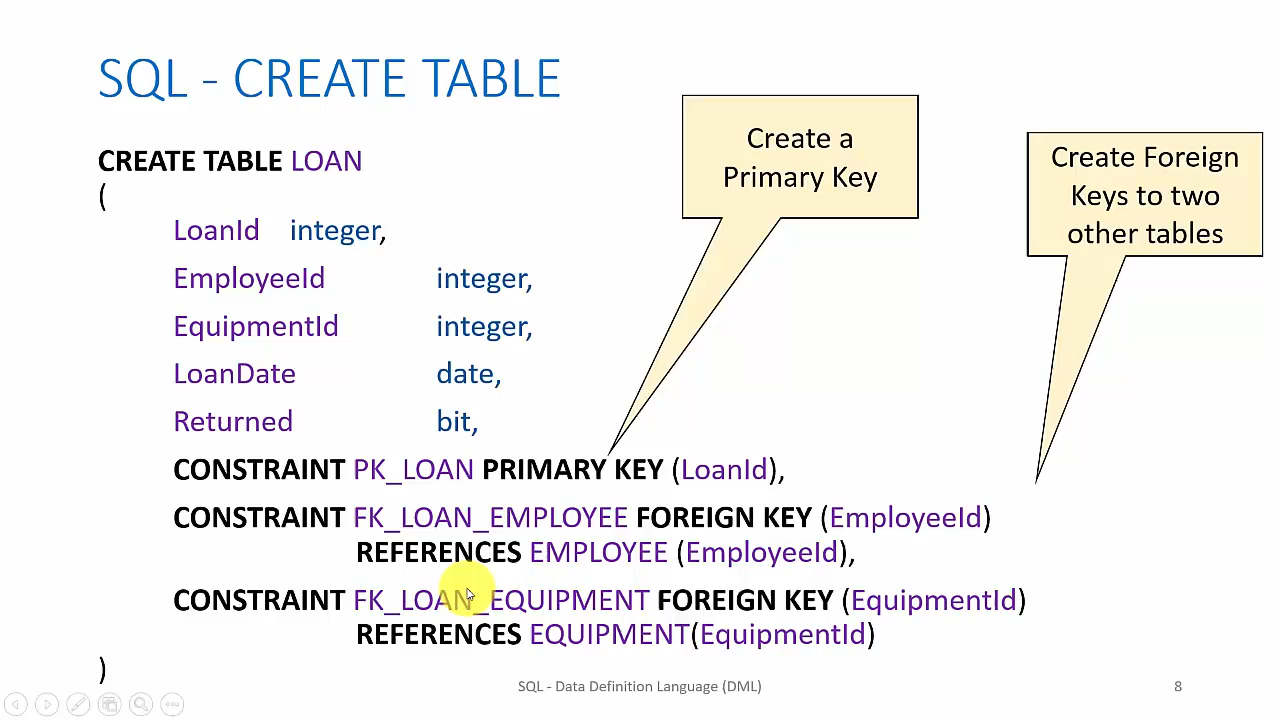 SQL - CREATE TABLE
Create a
Primary Key
Create Foreign
Keys to two
other tables
CREATE TABLE LOAN
(
LoanId integer,
EmployeeId integer,
EquipmentId integer,
LoanDate date,
Returned bit,
CONSTRAINT PK_LOAN PRIMARY KEY (LoanId),
CONSTRAINT FK_LOAN_EMPLOYEE FOREIGN KEY (EmployeeId)
REFERENCES EMPLOYEE (EmployeeId),
CONSTRAINT FK_LOAN_EQUIPMENT FOREIGN KEY (EquipmentId)
REFERENCES EQUIPMENT(EquipmentId)
)
SQL - Data Definition Language (DML)
8